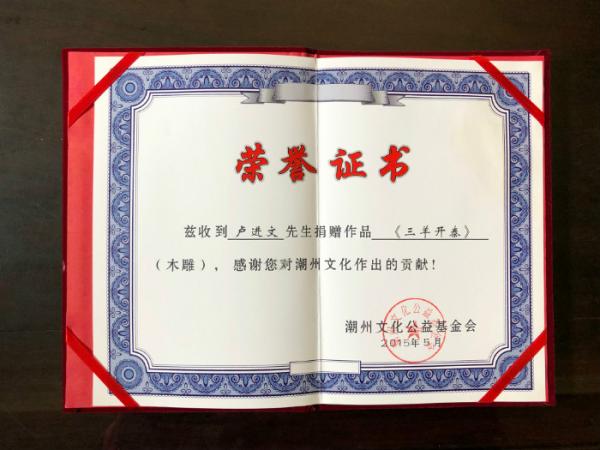 荣誉证书
兹收到 卢进文 先生捐赠作品 《三羊开泰》
（木雕），感谢您对潮州文化作出的贡献！
潮州文化公益基金会
2015年5月